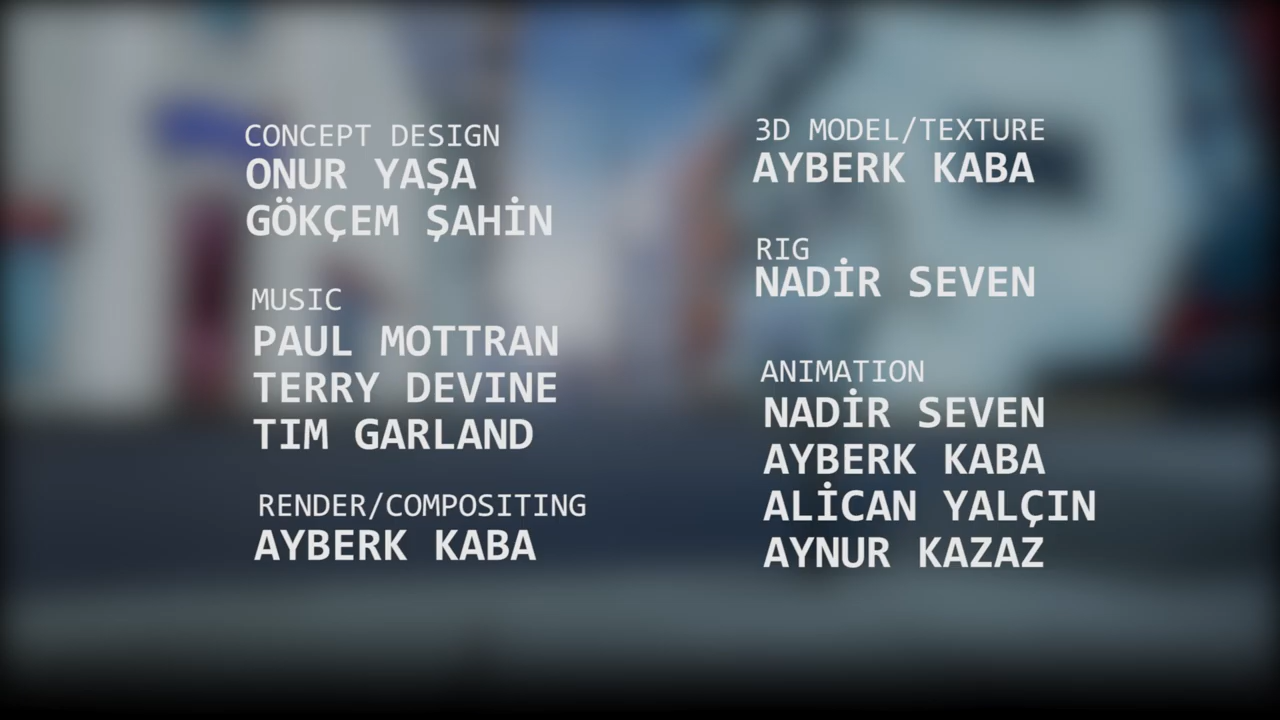 CONCEPT DESIGN
ONUR YAŞA
GÖKÇEM ŞAHİN
MUSIC
PAUL MOTTRAN
TERRY DEVINE
TIM GARLAND
RENDER/COMPOSITING
AYBERK KABA
3D MODEL/TEXTURE
AYBERK KABA
RIG
NADİR SEVEN
ANIMATION
NADİR SEVEN
AYBERK KABA
ALİCAN YALÇIN
AYNUR KAZAZ